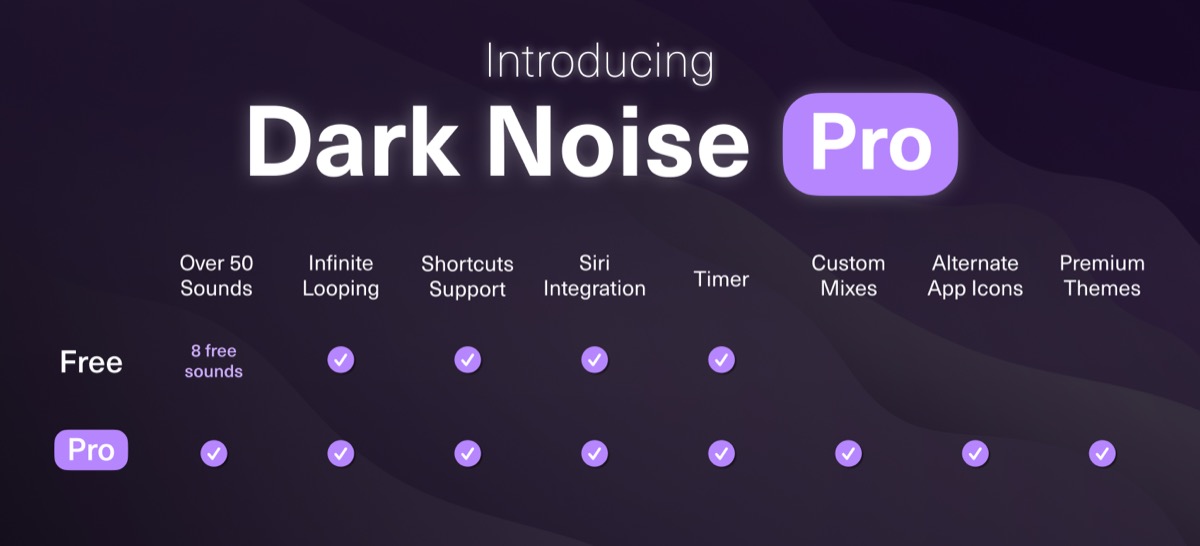 Introducing
Dark Noise Pro
Over 50
Sounds
Infinite
Looping
Shortcuts
Support
Siri
Integration
Timer
Custom
Mixes
Alternate
App Icons
Premium
Themes
Free
8 free
sounds
Pro